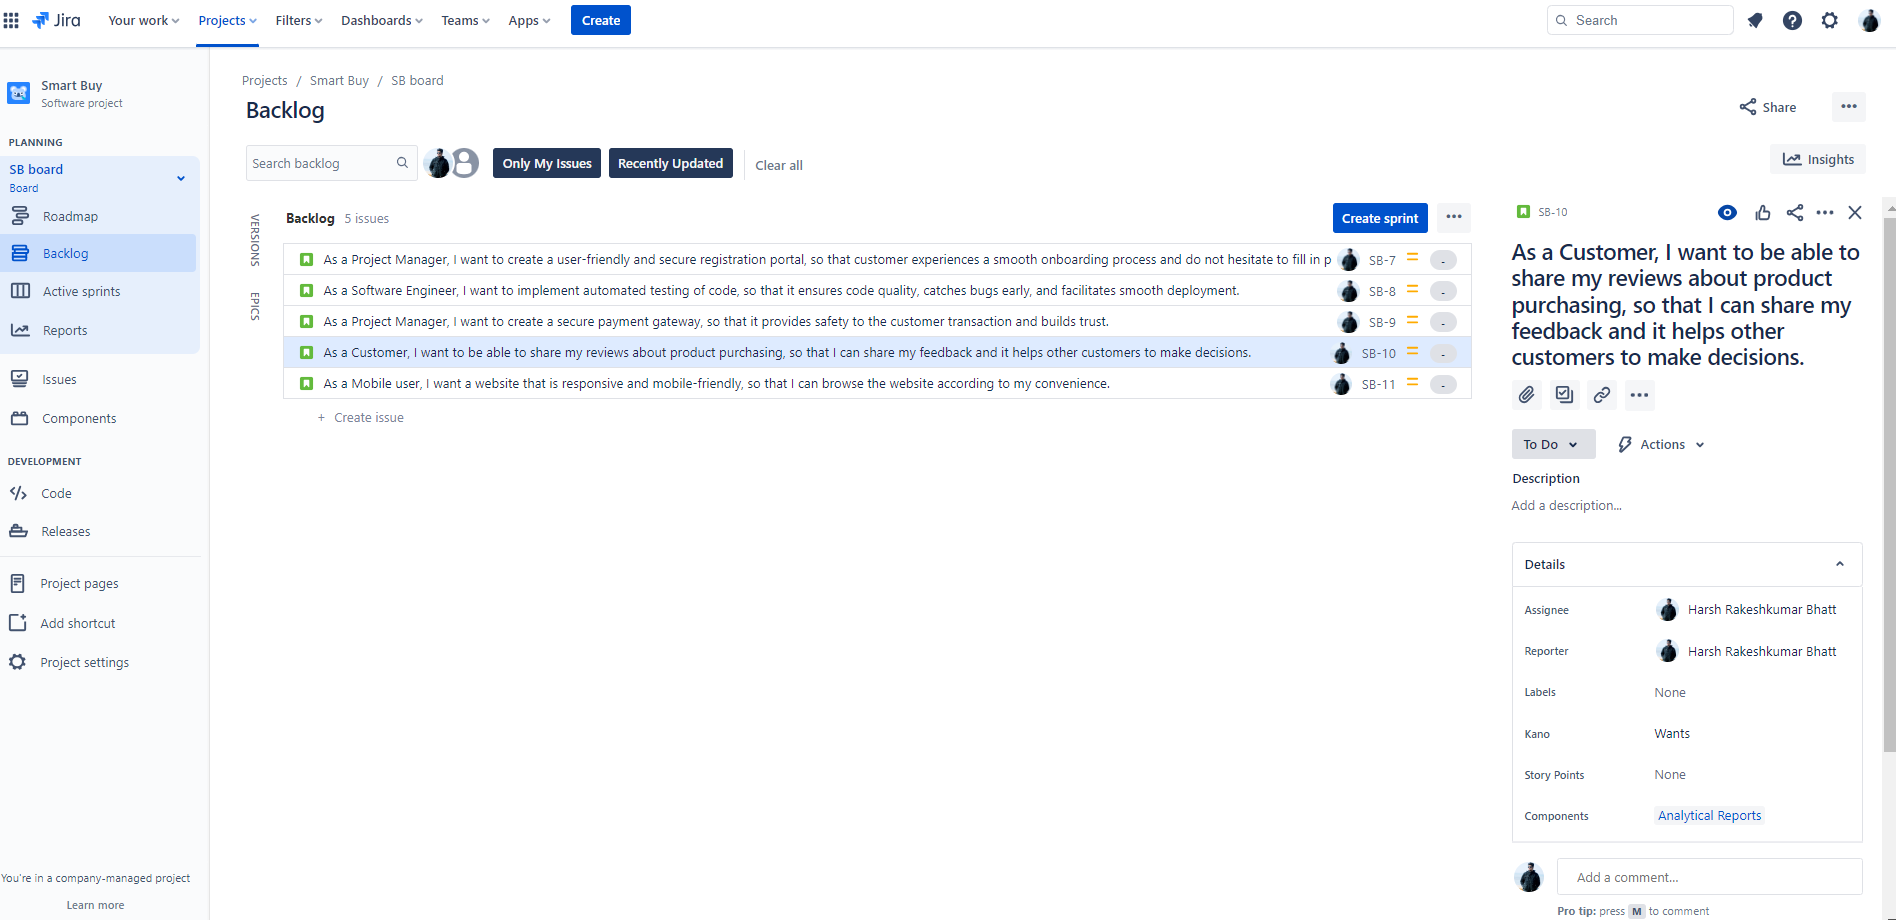 Jira Your work Projects Filters Dashboards Teams Apps Create Search
Smart Buy
Software project
PLANNING
SB board
Board
Roadmap
Backlog
Active sprints
Reports
Issues
Components
DEVELOPMENT
Code
Releases
Project pages
Add shortcut
Project settings
You're in a company-managed project
Learn more
Projects / Smart Buy / SB board
Backlog
Share
Search backlog Only My Issues Recently Updated Clear all
Insights
VERSIONS
EPICS
Backlog 5 issues Create sprint
As a Project Manager, I want to create a user-friendly and secure registration portal, so that customer experiences a smooth onboarding process and do not hesitate to fill in p SB-7 -
As a Software Engineer, I want to implement automated testing of code, so that it ensures code quality, catches bugs early, and facilitates smooth deployment. SB-8 -
As a Project Manager, I want to create a secure payment gateway, so that it provides safety to the customer transaction and builds trust. SB-9 -
As a Customer, I want to be able to share my reviews about product purchasing, so that I can share my feedback and it helps other customers to make decisions. SB-10 -
As a Mobile user, I want a website that is responsive and mobile-friendly, so that I can browse the website according to my convenience. SB-11 -
+ Create issue
SB-10
As a Customer, I want to be able to
share my reviews about product
purchasing, so that I can share my
feedback and it helps other
customers to make decisions.
To Do Actions
Description
Add a description...
Details
Assignee Harsh Rakeshkumar Bhatt
Reporter Harsh Rakeshkumar Bhatt
Labels None
Kano Wants
Story Points None
Components Analytical Reports
Add a comment...
Pro tip: press M to comment